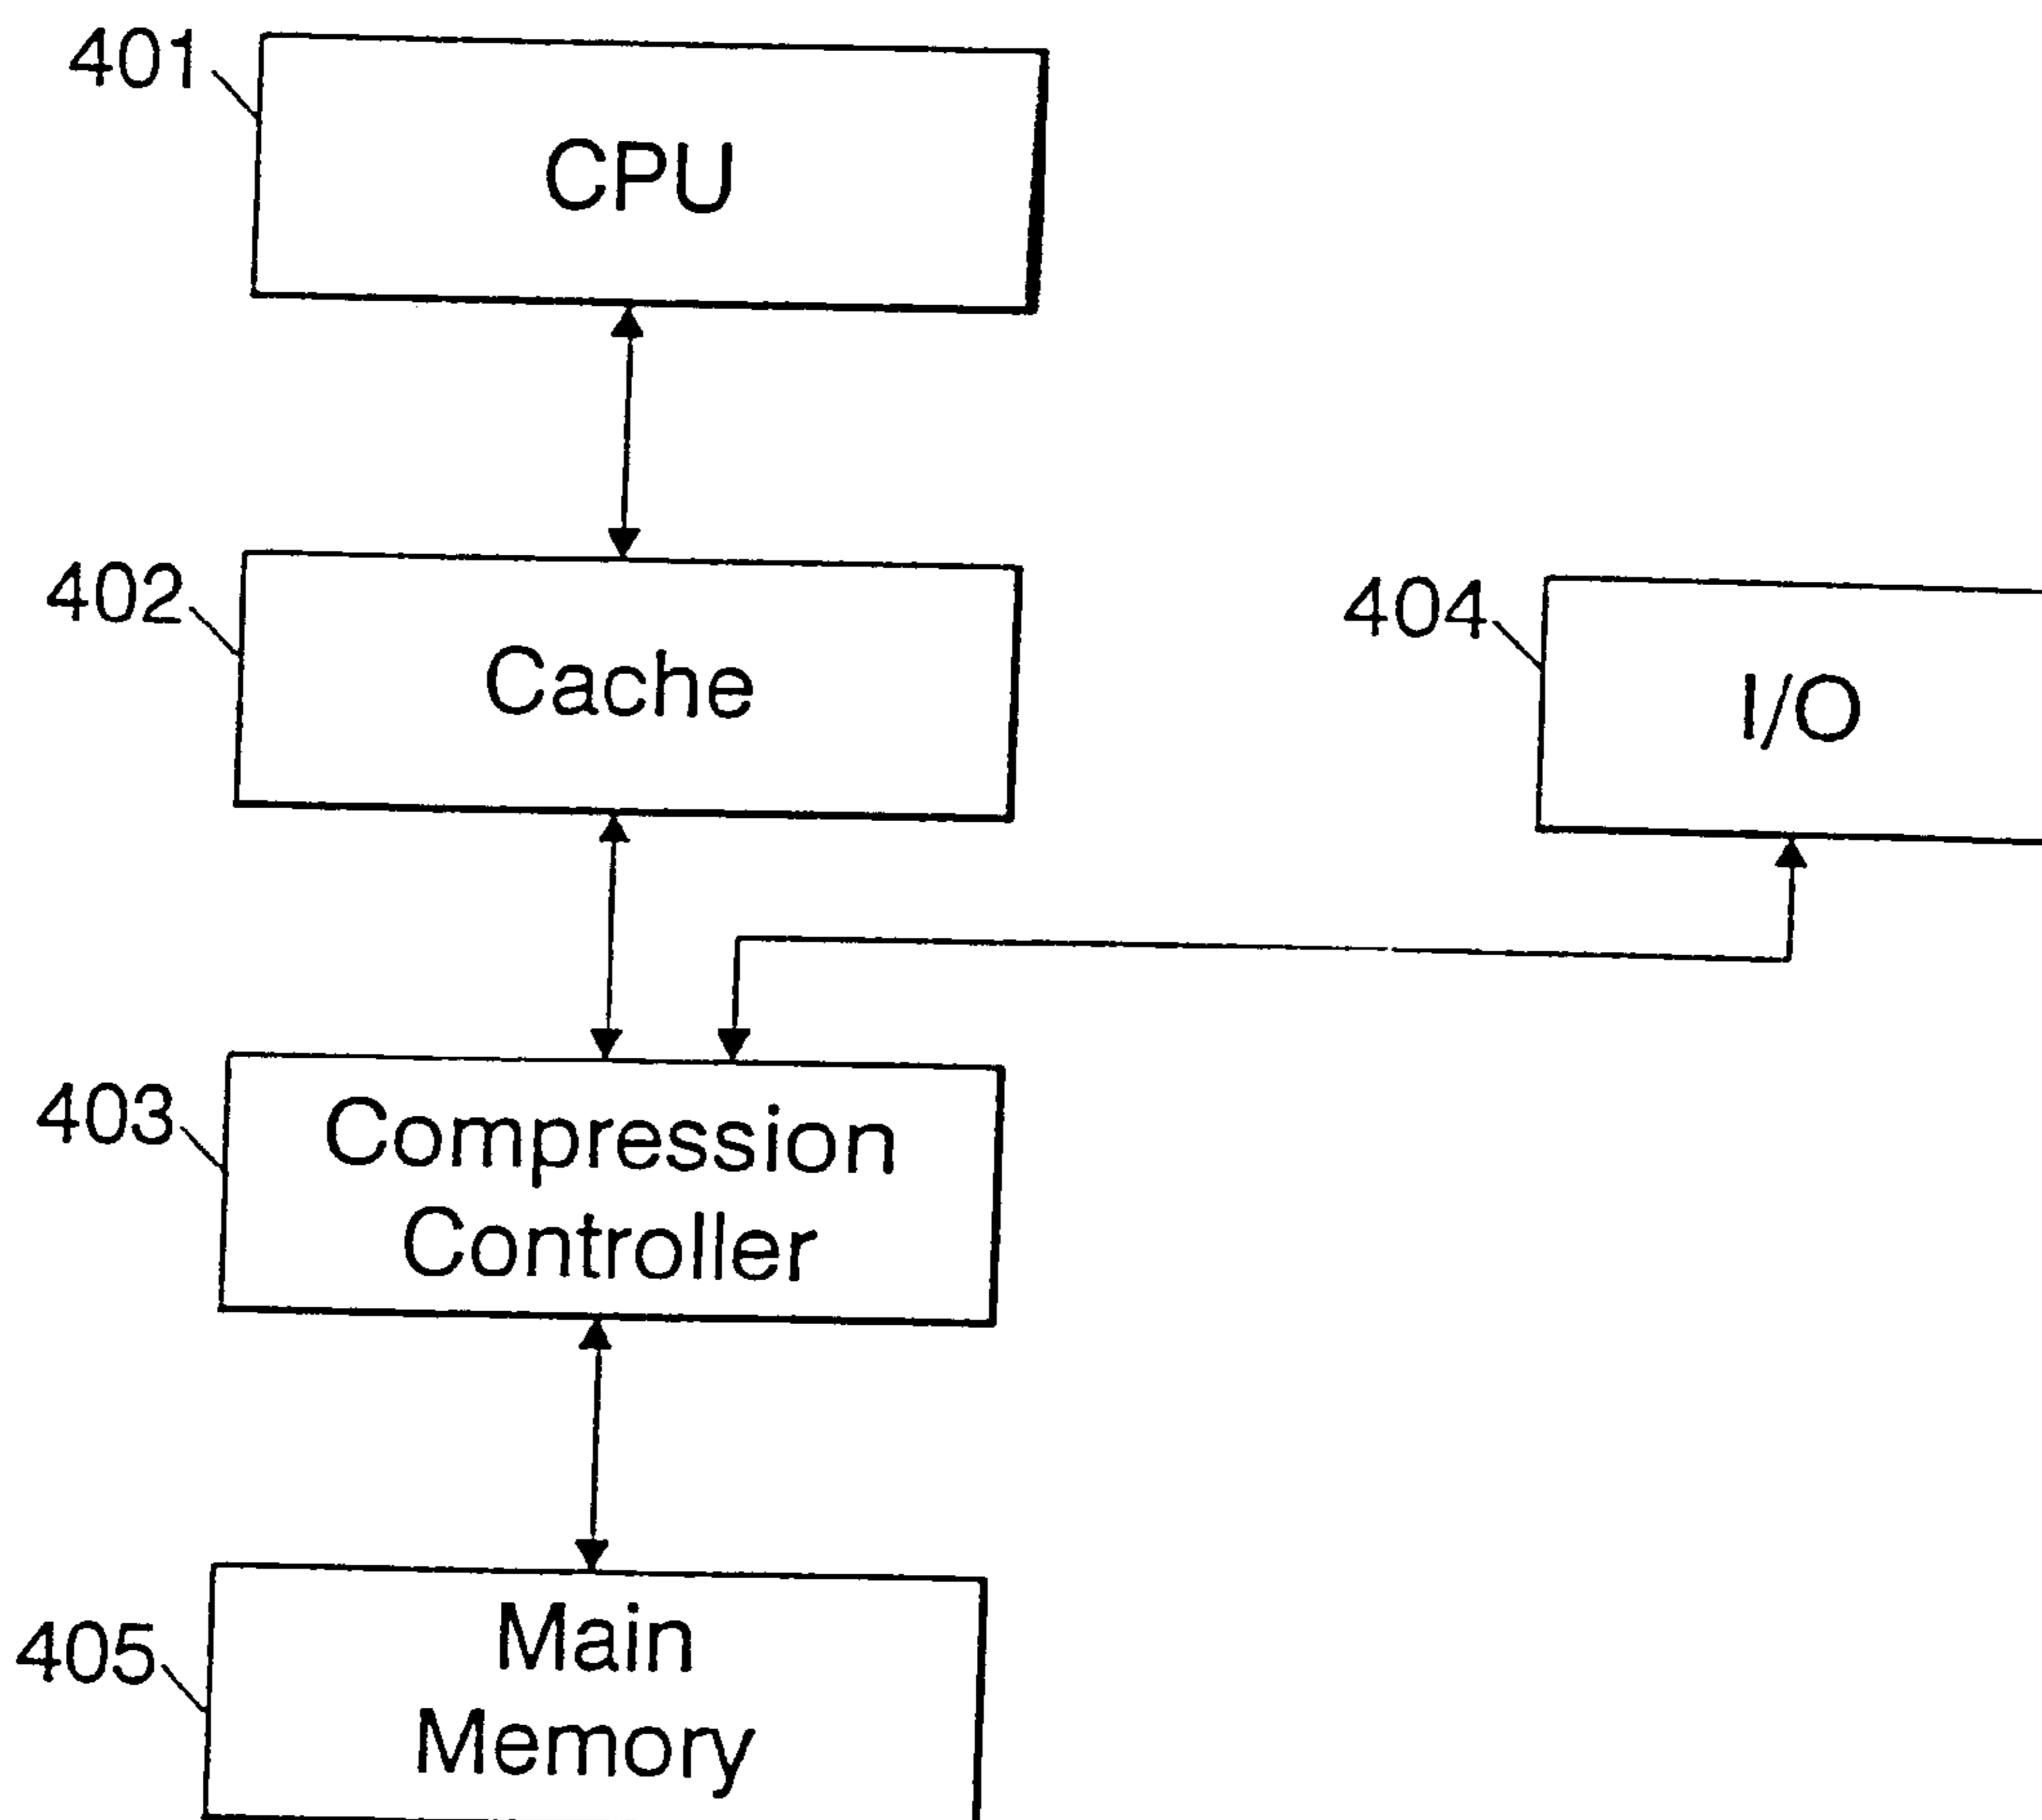 401
CPU
402
Cache
404
I/O
403
Compression
Controller
405
Main
Memory